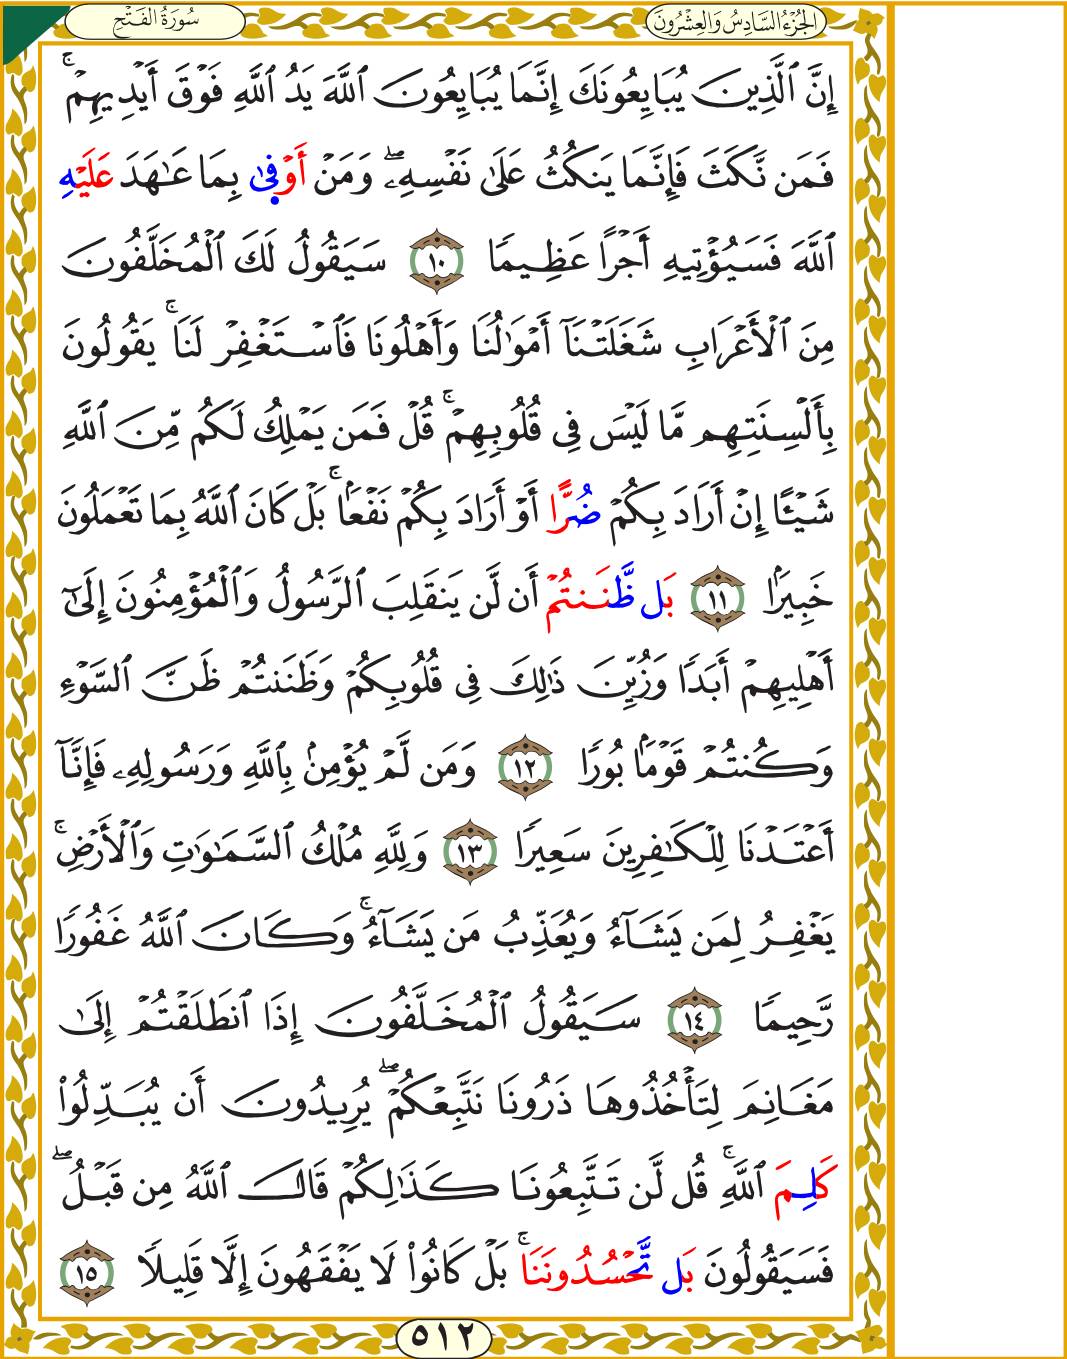 الجُزْءُ السَّادِسُ وَالعِشْرُونَ
سُورَةُ الفَتْحِ
إِنَّ ٱلَّذِينَ يُبَايِعُونَكَ إِنَّمَا يُبَايِعُونَ ٱللَّهَ يَدُ ٱللَّهِ فَوْقَ أَيْدِيهِمْۚ
فَمَن نَّكَثَ فَإِنَّمَا يَنكُثُ عَلَىٰ نَفْسِهِۦۖ وَمَنْ أَوْفَىٰ بِمَا عَـٰهَدَ عَلَيْهِ
ٱللَّهَ فَسَيُؤْتِيهِ أَجْرًا عَظِيمًا ١٠ سَيَقُولُ لَكَ ٱلْمُخَلَّفُونَ
مِنَ ٱلْأَعْرَابِ شَغَلَتْنَآ أَمْوَٰلُنَا وَأَهْلُونَا فَٱسْتَغْفِرْ لَنَاۚ يَقُولُونَ
بِأَلْسِنَتِهِم مَّا لَيْسَ فِى قُلُوبِهِمْۚ قُلْ فَمَن يَمْلِكُ لَكُم مِّنَ ٱللَّهِ
شَيْـًٔا إِنْ أَرَادَ بِكُمْ ضُرًّا أَوْ أَرَادَ بِكُمْ نَفْعًۢاۚ بَلْ كَانَ ٱللَّهُ بِمَا تَعْمَلُونَ
خَبِيرًۢا ١١ بَل ظَّنَنتُمْ أَن لَّن يَنقَلِبَ ٱلرَّسُولُ وَٱلْمُؤْمِنُونَ إِلَىٰٓ
أَهْلِيهِمْ أَبَدًا وَزُيِّنَ ذَٰلِكَ فِى قُلُوبِكُمْ وَظَنَنتُمْ ظَنَّ ٱلسَّوْءِ
وَكُنتُمْ قَوْمًۢا بُورًا ١٢ وَمَن لَّمْ يُؤْمِنۢ بِٱللَّهِ وَرَسُولِهِۦ فَإِنَّآ
أَعْتَدْنَا لِلْكَـٰفِرِينَ سَعِيرًا ١٣ وَلِلَّهِ مُلْكُ ٱلسَّمَـٰوَٰتِ وَٱلْأَرْضِۚ
يَغْفِرُ لِمَن يَشَآءُ وَيُعَذِّبُ مَن يَشَآءُۚ وَكَانَ ٱللَّهُ غَفُورًا
رَّحِيمًا ١٤ سَيَقُولُ ٱلْمُخَلَّفُونَ إِذَا ٱنطَلَقْتُمْ إِلَىٰ
مَغَانِمَ لِتَأْخُذُوهَا ذَرُونَا نَتَّبِعْكُمْۖ يُرِيدُونَ أَن يُبَدِّلُوا۟
كَلِمَ ٱللَّهِۚ قُل لَّن تَتَّبِعُونَا كَذَٰلِكُمْ قَالَ ٱللَّهُ مِن قَبْلُۖ
فَسَيَقُولُونَ بَل تَّحْسُدُونَنَاۚ بَلْ كَانُوا۟ لَا يَفْقَهُونَ إِلَّا قَلِيلًا ١٥
٥١٢